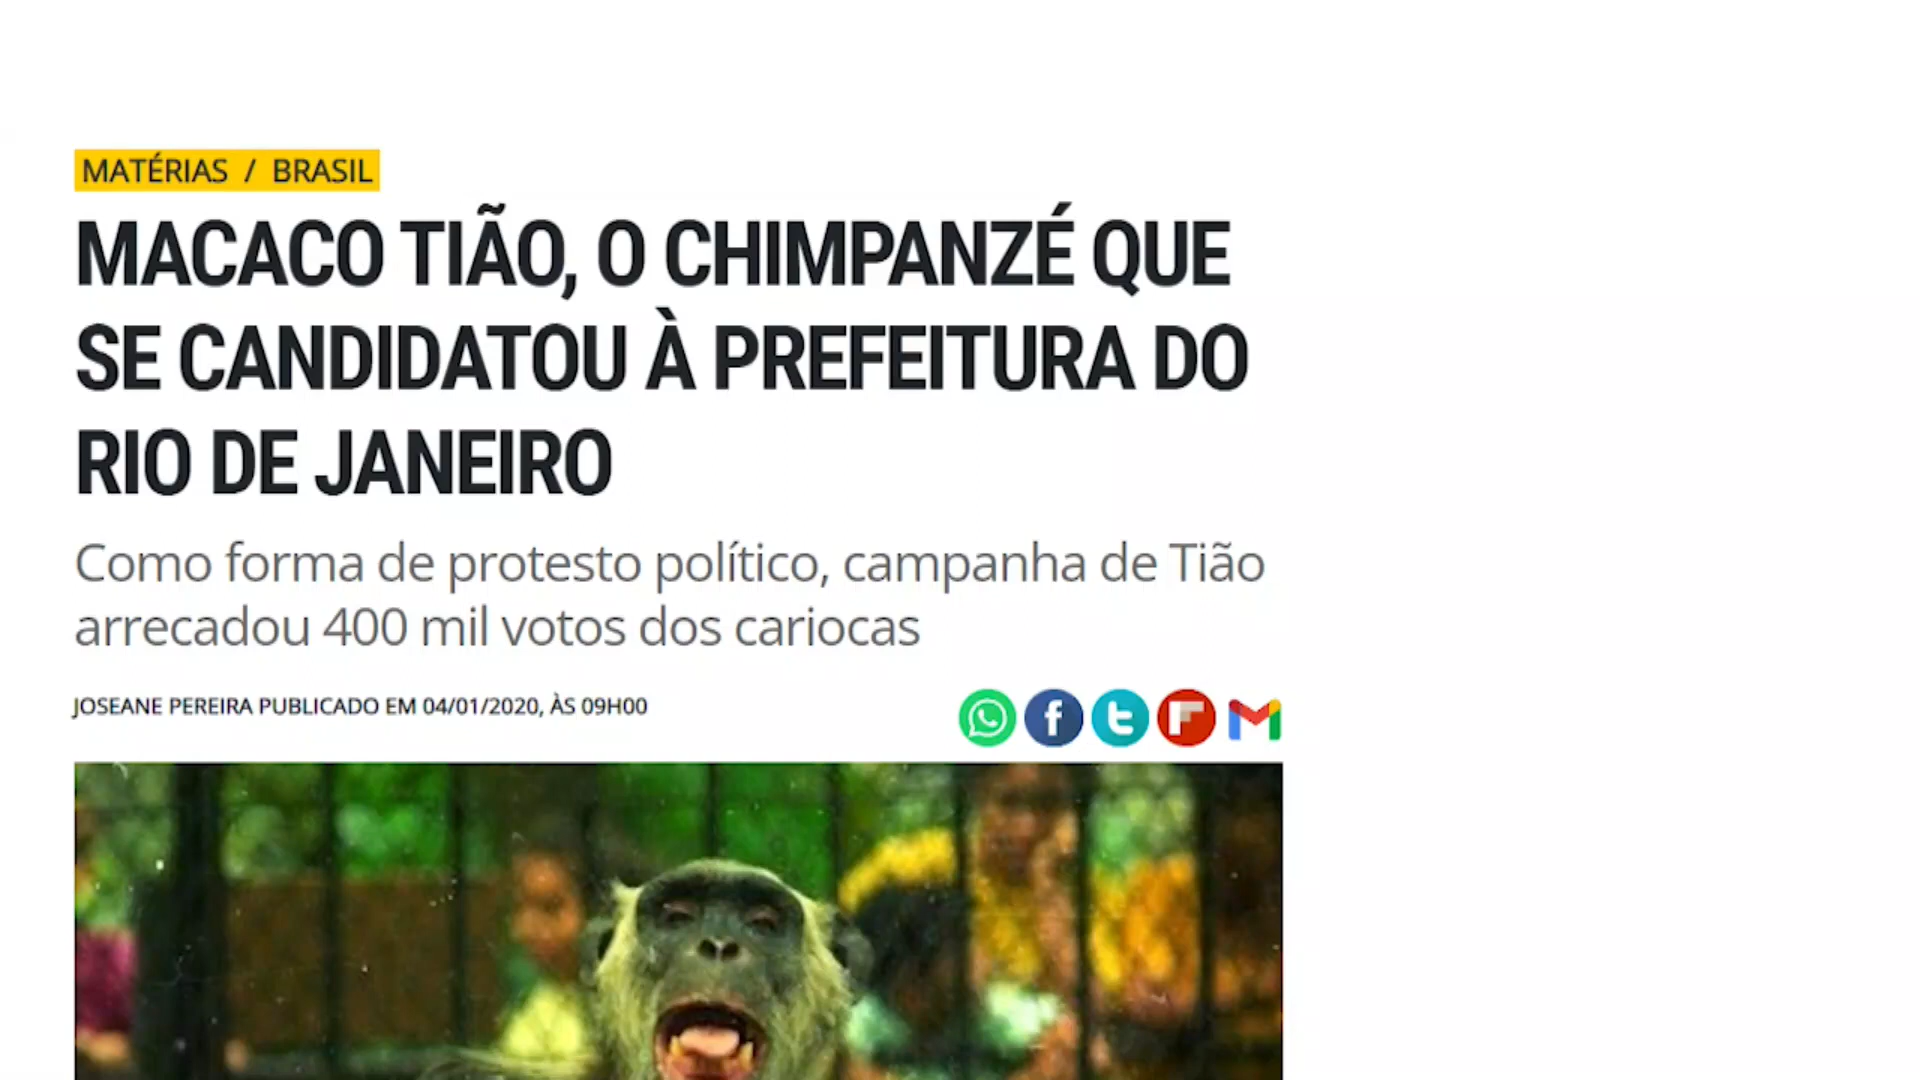 MATÉRIAS / BRASIL
MACACO TIÃO, O CHIMPANZÉ QUE
SE CANDIDATOU À PREFEITURA DO
RIO DE JANEIRO
Como forma de protesto político, campanha de Tião
arrecadou 400 mil votos dos cariocas
JOSEANE PEREIRA PUBLICADO EM 04/01/2020, ÀS 09H00